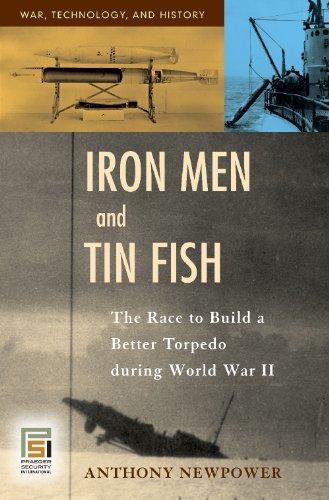 WAR, TECHNOLOGY, AND HISTORY
IRON MEN
and
TIN FISH
The Race to Build a
Better Torpedo
during World War II
PSI
PRAEGER
SECURITY
INTERNATIONAL
ANTHONY NEWPOWER